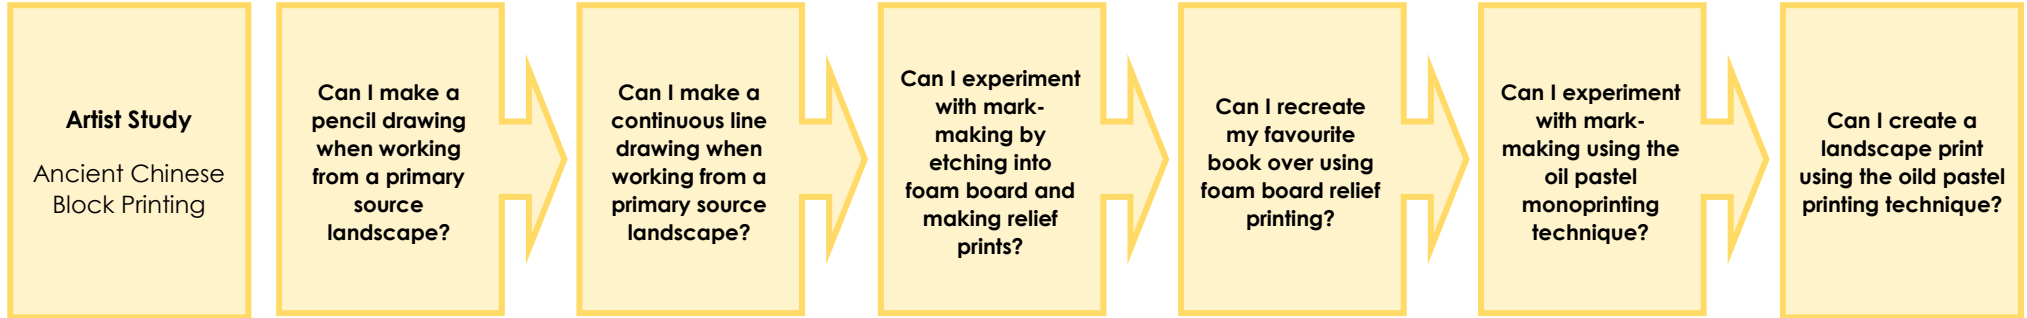 Artist Study
Ancient Chinese
Block Printing
Can I make a
pencil drawing
when working
from a primary
source
landscape?
Can I make a
continuous line
drawing when
working from a
primary source
landscape?
Can I experiment
with mark-
making by
etching into
foam board and
making relief
prints?
Can I recreate
my favourite
book over using
foam board relief
printing?
Can I experiment
with mark-
making using the
oil pastel
monoprinting
technique?
Can I create a
landscape print
using the oild pastel
printing technique?